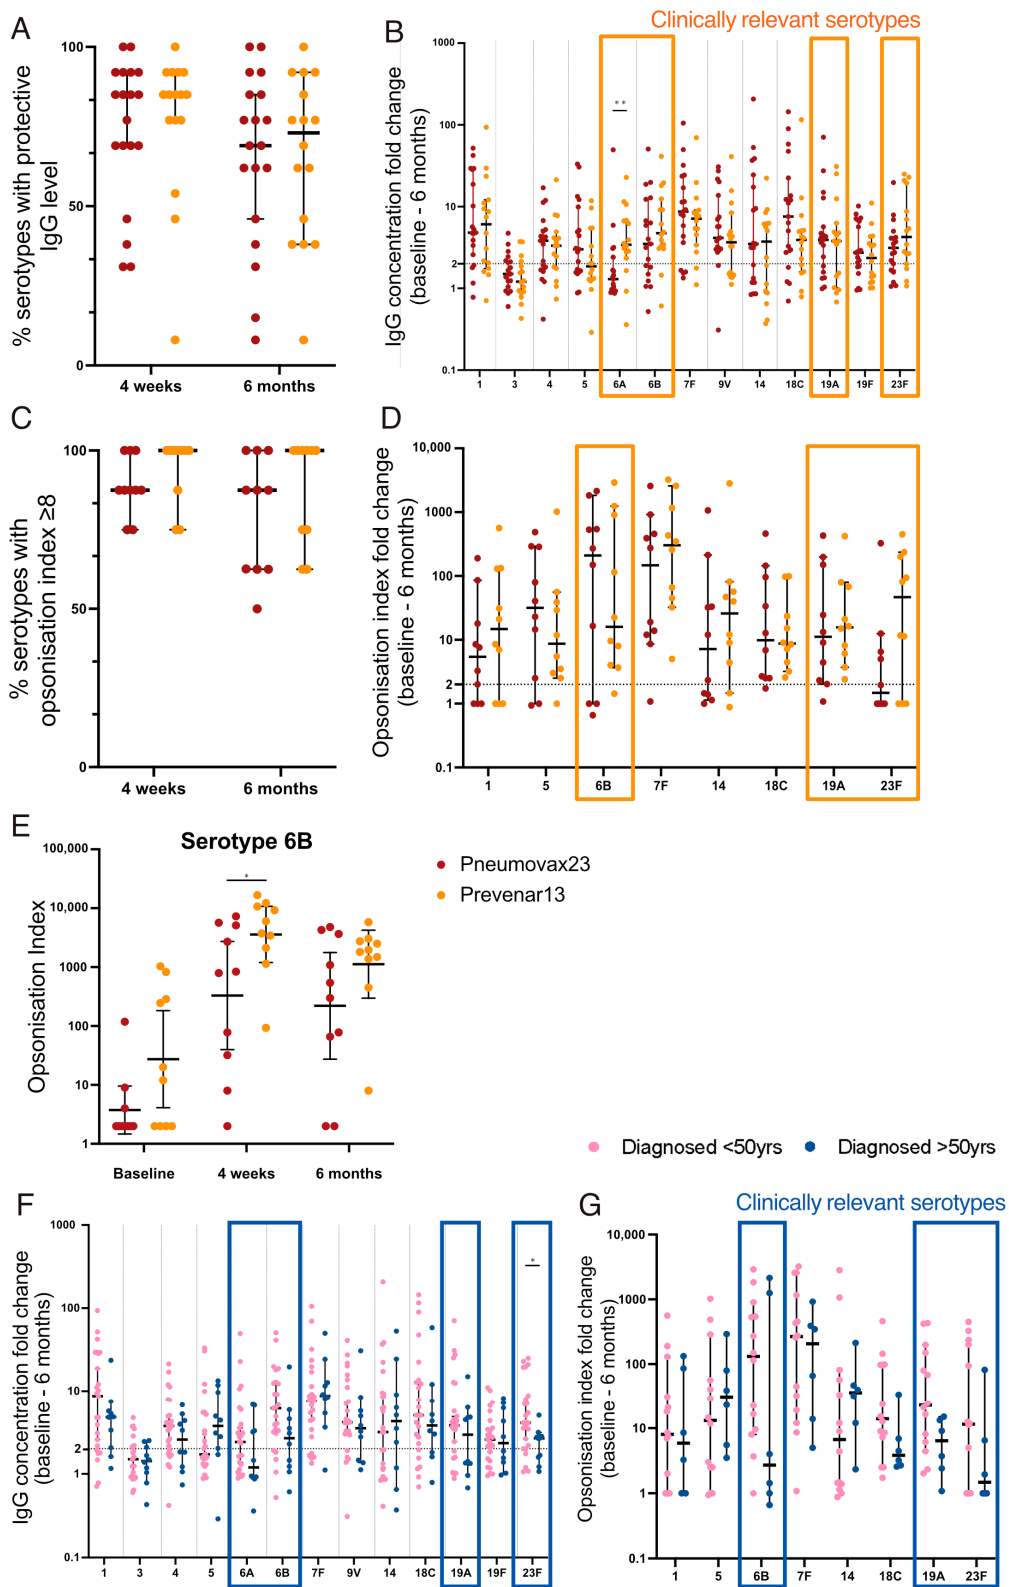 A
% serotypes with protective
IgG level
100
50
0
4 weeks
6 months
B
Clinically relevant serotypes
IgG concentration fold change
(baseline - 6 months)
1000
100
10
2
1
0.1
**
1 3 4 5 6A 6B 7F 9V 14 18C 19A 19F 23F
C
% serotypes with
opsonisation index ≥8
100
50
0
4 weeks
6 months
D
Opsonisation index fold change
(baseline - 6 months)
10,000
1000
100
10
2
1
0.1
1 5 6B 7F 14 18C 19A 23F
E
Serotype 6B
Opsonisation Index
100,000
10,000
1000
100
10
1
*
Baseline
4 weeks
6 months
Pneumovax23
Prevenar13
Diagnosed <50yrs
Diagnosed >50yrs
F
IgG concentration fold change
(baseline - 6 months)
1000
100
10
2
1
0.1
*
1 3 4 5 6A 6B 7F 9V 14 18C 19A 19F 23F
G
Clinically relevant serotypes
Opsonisation index fold change
(baseline - 6 months)
10,000
1000
100
10
1
0.1
1 5 6B 7F 14 18C 19A 23F